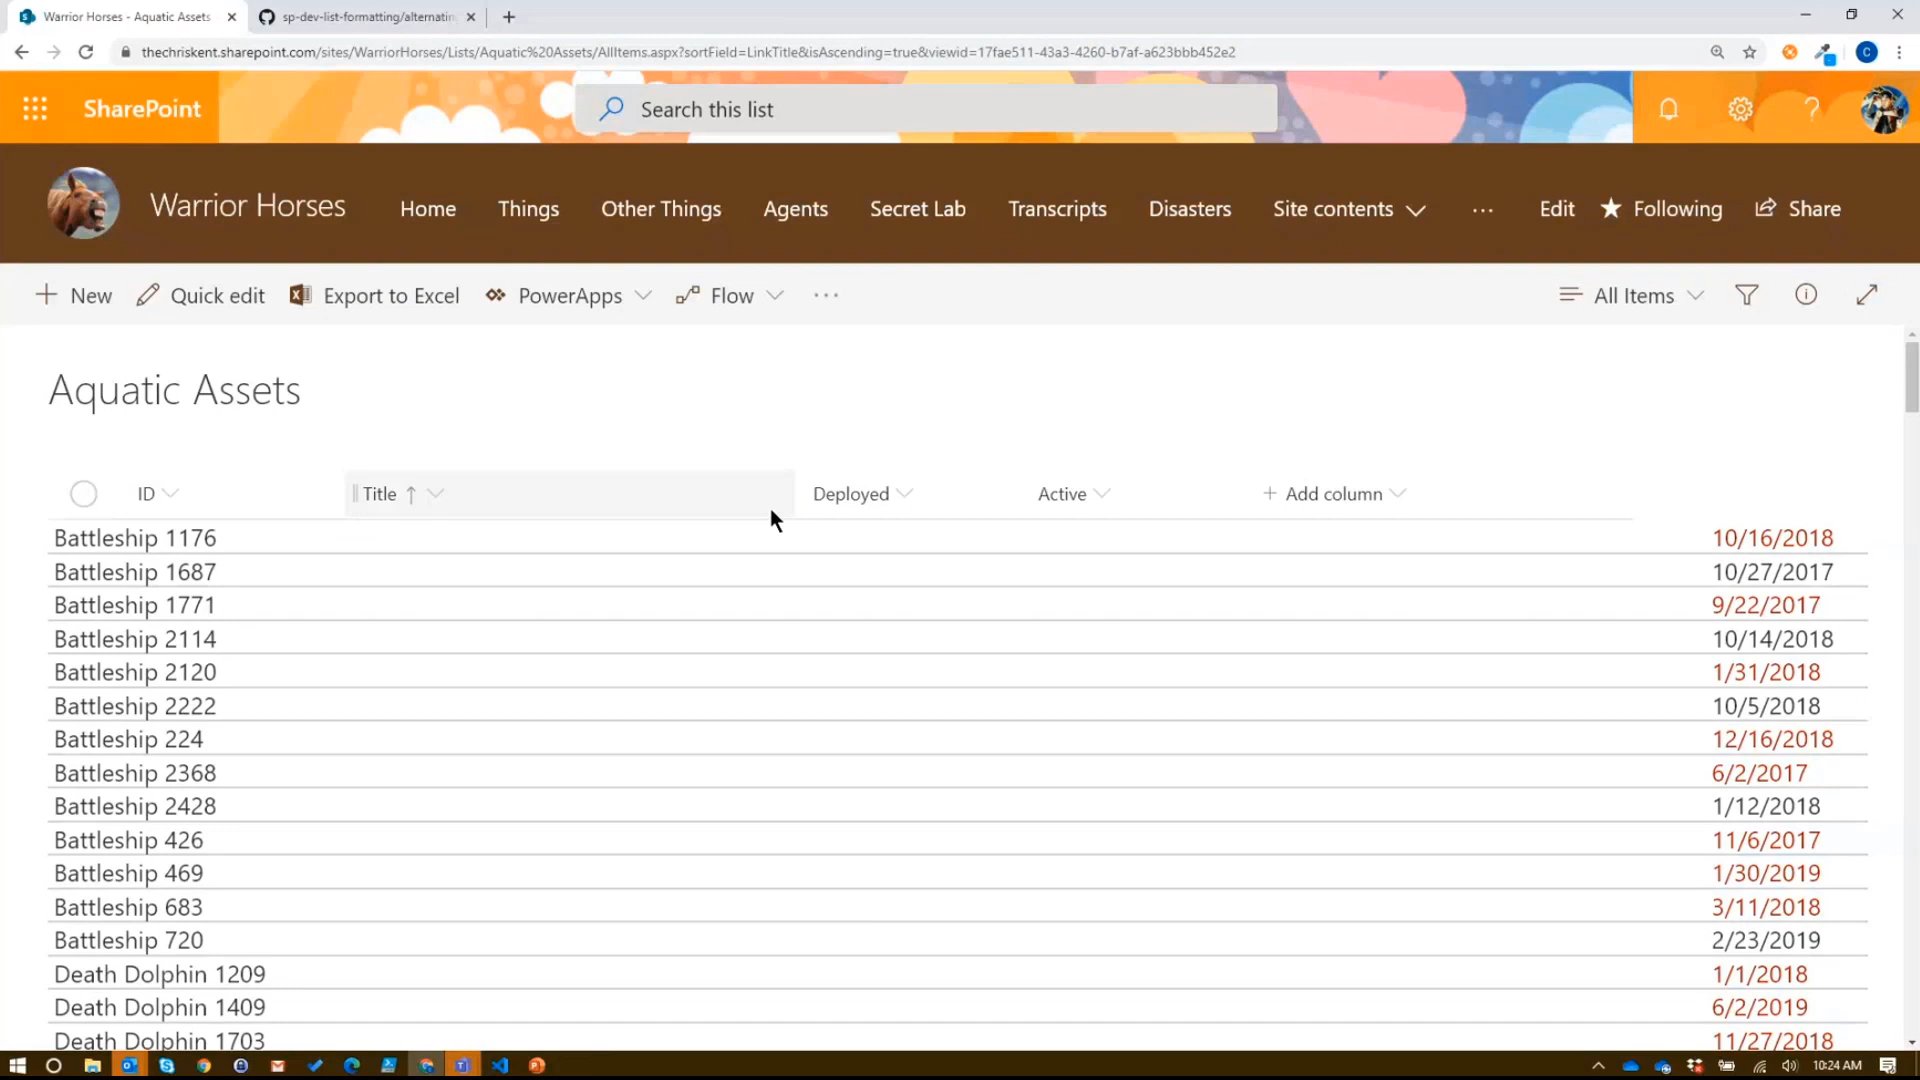 Warrior Horses - Aquatic Assets
sp-dev-list-formatting/alternatin
thechriskent.sharepoint.com/sites/WarriorHorses/Lists/Aquatic%20Assets/AllItems.aspx?sortField=LinkTitle&isAscending=true&viewid=17fae511-43a3-4260-b7af-a623bbb452e2
C
SharePoint
Search this list
?
Warrior Horses
Home Things Other Things Agents Secret Lab Transcripts Disasters Site contents ... Edit Following Share
+ New Quick edit Export to Excel PowerApps Flow ... All Items
Aquatic Assets
ID Title ↑ Deployed Active + Add column
Battleship 1176 10/16/2018
Battleship 1687 10/27/2017
Battleship 1771 9/22/2017
Battleship 2114 10/14/2018
Battleship 2120 1/31/2018
Battleship 2222 10/5/2018
Battleship 224 12/16/2018
Battleship 2368 6/2/2017
Battleship 2428 1/12/2018
Battleship 426 11/6/2017
Battleship 469 1/30/2019
Battleship 683 3/11/2018
Battleship 720 2/23/2019
Death Dolphin 1209 1/1/2018
Death Dolphin 1409 6/2/2019
Death Dolphin 1703 11/27/2018
10:24 AM